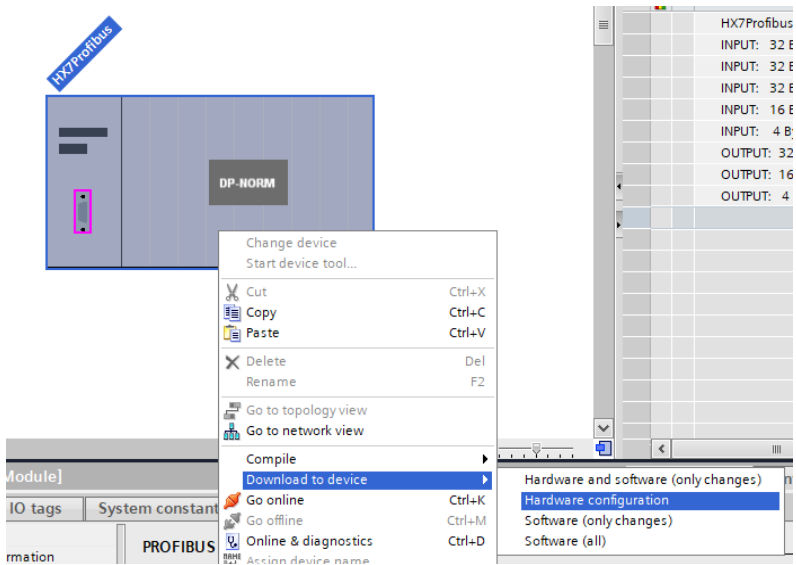 HX7Profibus
DP-NORM
HX7Profibus
INPUT: 32
INPUT: 32
INPUT: 32
INPUT: 16
INPUT: 4
OUTPUT: 32
OUTPUT: 16
OUTPUT: 4
Change device
Start device tool...
Cut Ctrl+X
Copy Ctrl+C
Paste Ctrl+V
Delete Del
Rename F2
Go to topology view
Go to network view
Compile
Download to device
Go online Ctrl+K
Go offline Ctrl+M
Online & diagnostics Ctrl+D
Assign device name
Hardware and software (only changes)
Hardware configuration
Software (only changes)
Software (all)
Module]
IO tags System constant
PROFIBUS